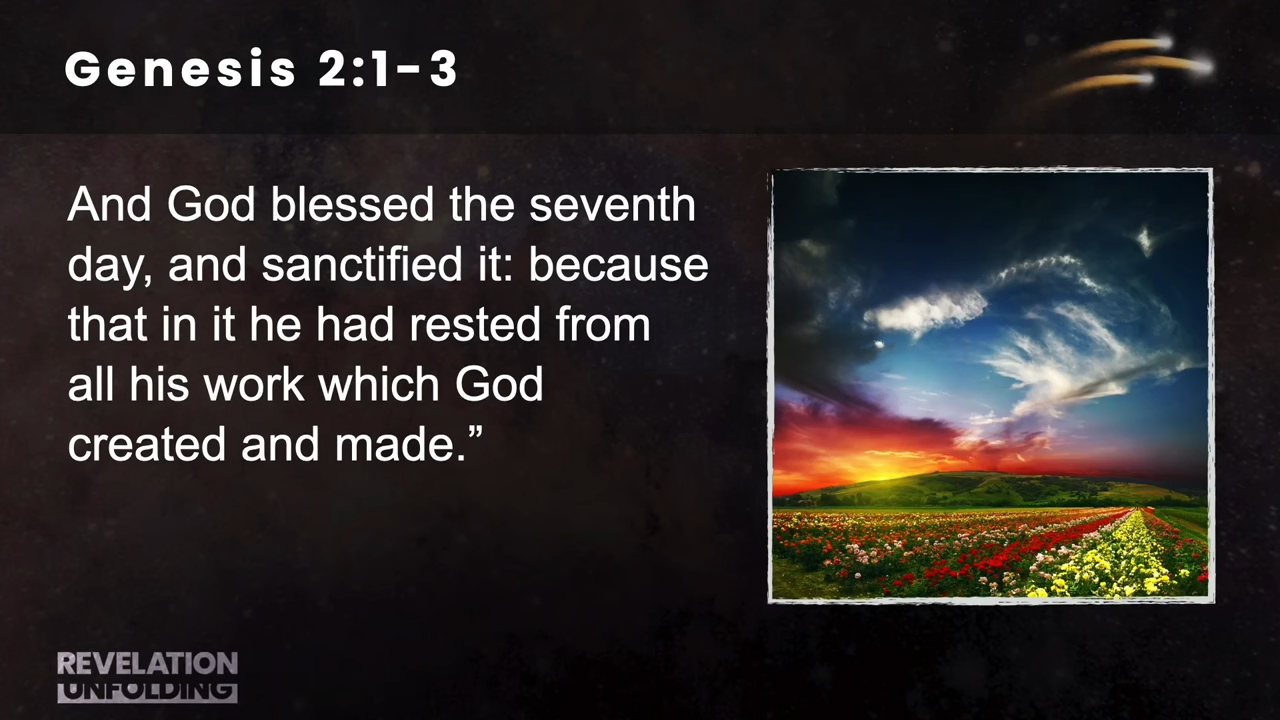 Genesis 2:1-3
And God blessed the seventh
day, and sanctified it: because
that in it he had rested from
all his work which God
created and made.”
REVELATION
UNFOLDING